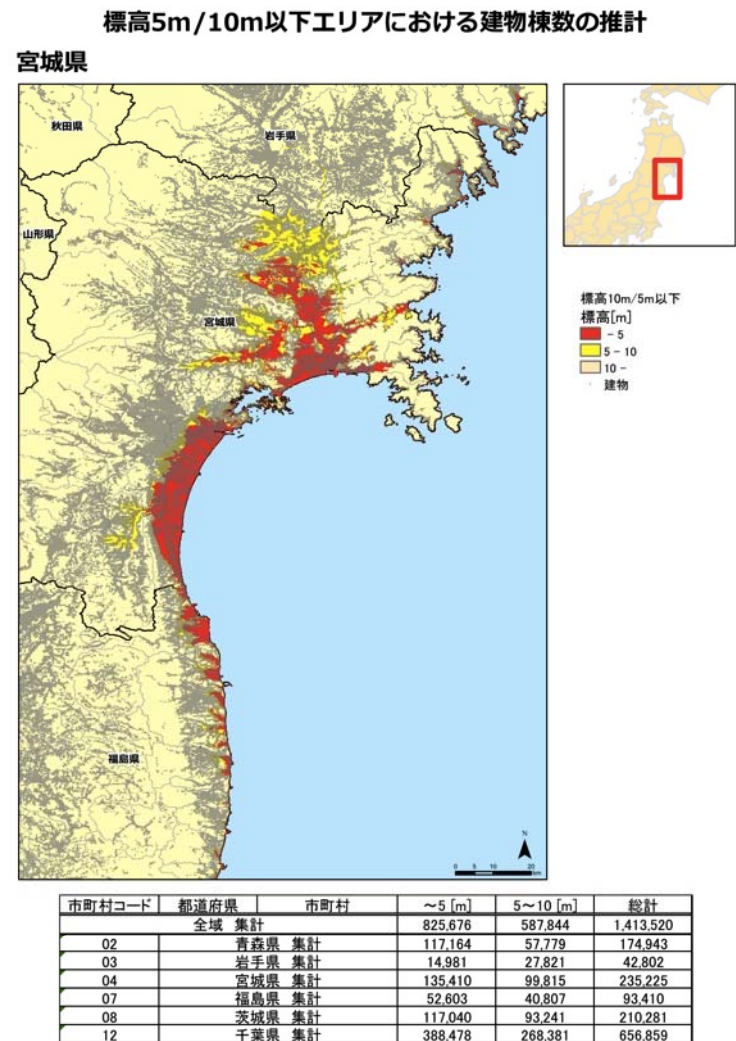 標高5m/10m以下エリアにおける建物棟数の推計
宮城県
秋田県
岩手県
山形県
宮城県
福島県
標高10m/5m以下
標高[m]
- 5
5 - 10
10 -
建物
N
0 5 10 20
km
市町村コード 都道府県 市町村 ～5 [m] 5～10 [m] 総計
全域 集計 825,676 587,844 1,413,520
02 青森県 集計 117,164 57,779 174,943
03 岩手県 集計 14,981 27,821 42,802
04 宮城県 集計 135,410 99,815 235,225
07 福島県 集計 52,603 40,807 93,410
08 茨城県 集計 117,040 93,241 210,281
12 千葉県 集計 388,478 268,381 656,859